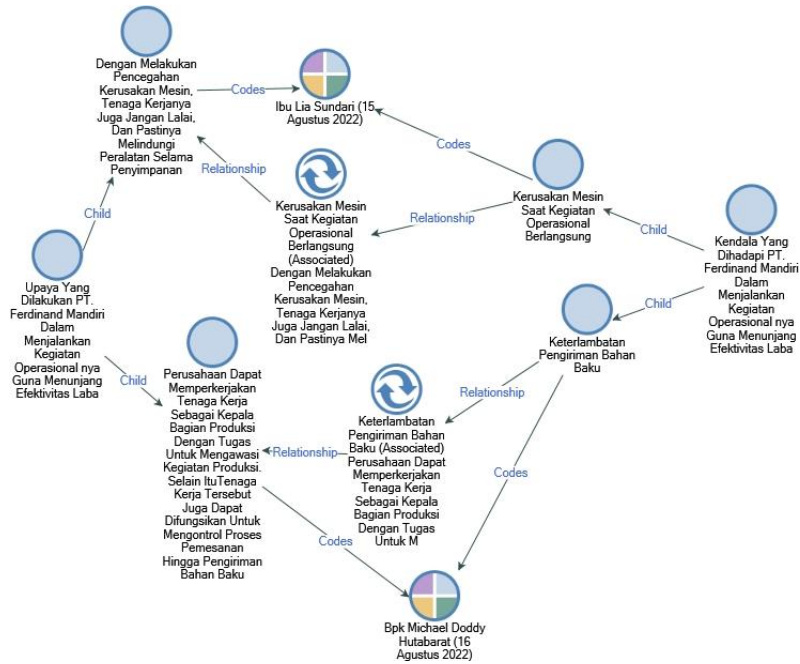 Dengan Melakukan
Pencegahan
Kerusakan Mesin,
Tenaga Kerjanya
Juga Jangan Lalai,
Dan Pastinya
Melindungi
Peralatan Selama
Penyimpanan
Codes
Ibu Lia Sundari (15
Agustus 2022)
Codes
Relationship
Kerusakan Mesin
Saat Kegiatan
Operasional
Berlangsung
(Associated)
Dengan Melakukan
Pencegahan
Kerusakan Mesin,
Tenaga Kerjanya
Juga Jangan Lalai,
Dan Pastinya Mel
Relationship
Kerusakan Mesin
Saat Kegiatan
Operasional
Berlangsung
Child
Kendala Yang
Dihadapi PT.
Ferdinand Mandiri
Dalam
Menjalankan
Kegiatan
Operasional nya
Guna Menunjang
Efektivitas Laba
Child
Child
Upaya Yang
Dilakukan PT.
Ferdinand Mandiri
Dalam
Menjalankan
Kegiatan
Operasional nya
Guna Menunjang
Efektivitas Laba
Child
Perusahaan Dapat
Memperkerjakan
Tenaga Kerja
Sebagai Kepala
Bagian Produksi
Dengan Tugas
Untuk Mengawasi
Kegiatan Produksi.
Selain ItuTenaga
Kerja Tersebut
Juga Dapat
Difungsikan Untuk
Mengontrol Proses
Pemesanan
Hingga Pengiriman
Bahan Baku
Relationship
Keterlambatan
Pengiriman Bahan
Baku (Associated)
Perusahaan Dapat
Memperkerjakan
Tenaga Kerja
Sebagai Kepala
Bagian Produksi
Dengan Tugas
Untuk M
Relationship
Keterlambatan
Pengiriman Bahan
Baku
Codes
Codes
Bpk Michael Doddy
Hutabarat (16
Agustus 2022)